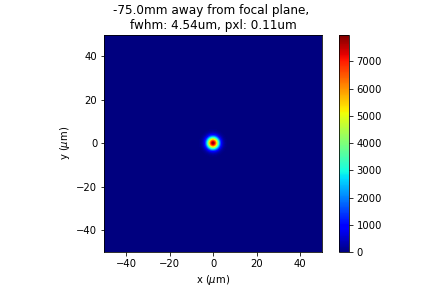 -75.0mm away from focal plane,
fwhm: 4.54um, pxl: 0.11um
40
20
0
−20
−40
y (μm)
−40 −20 0 20 40
x (μm)
7000
6000
5000
4000
3000
2000
1000
0